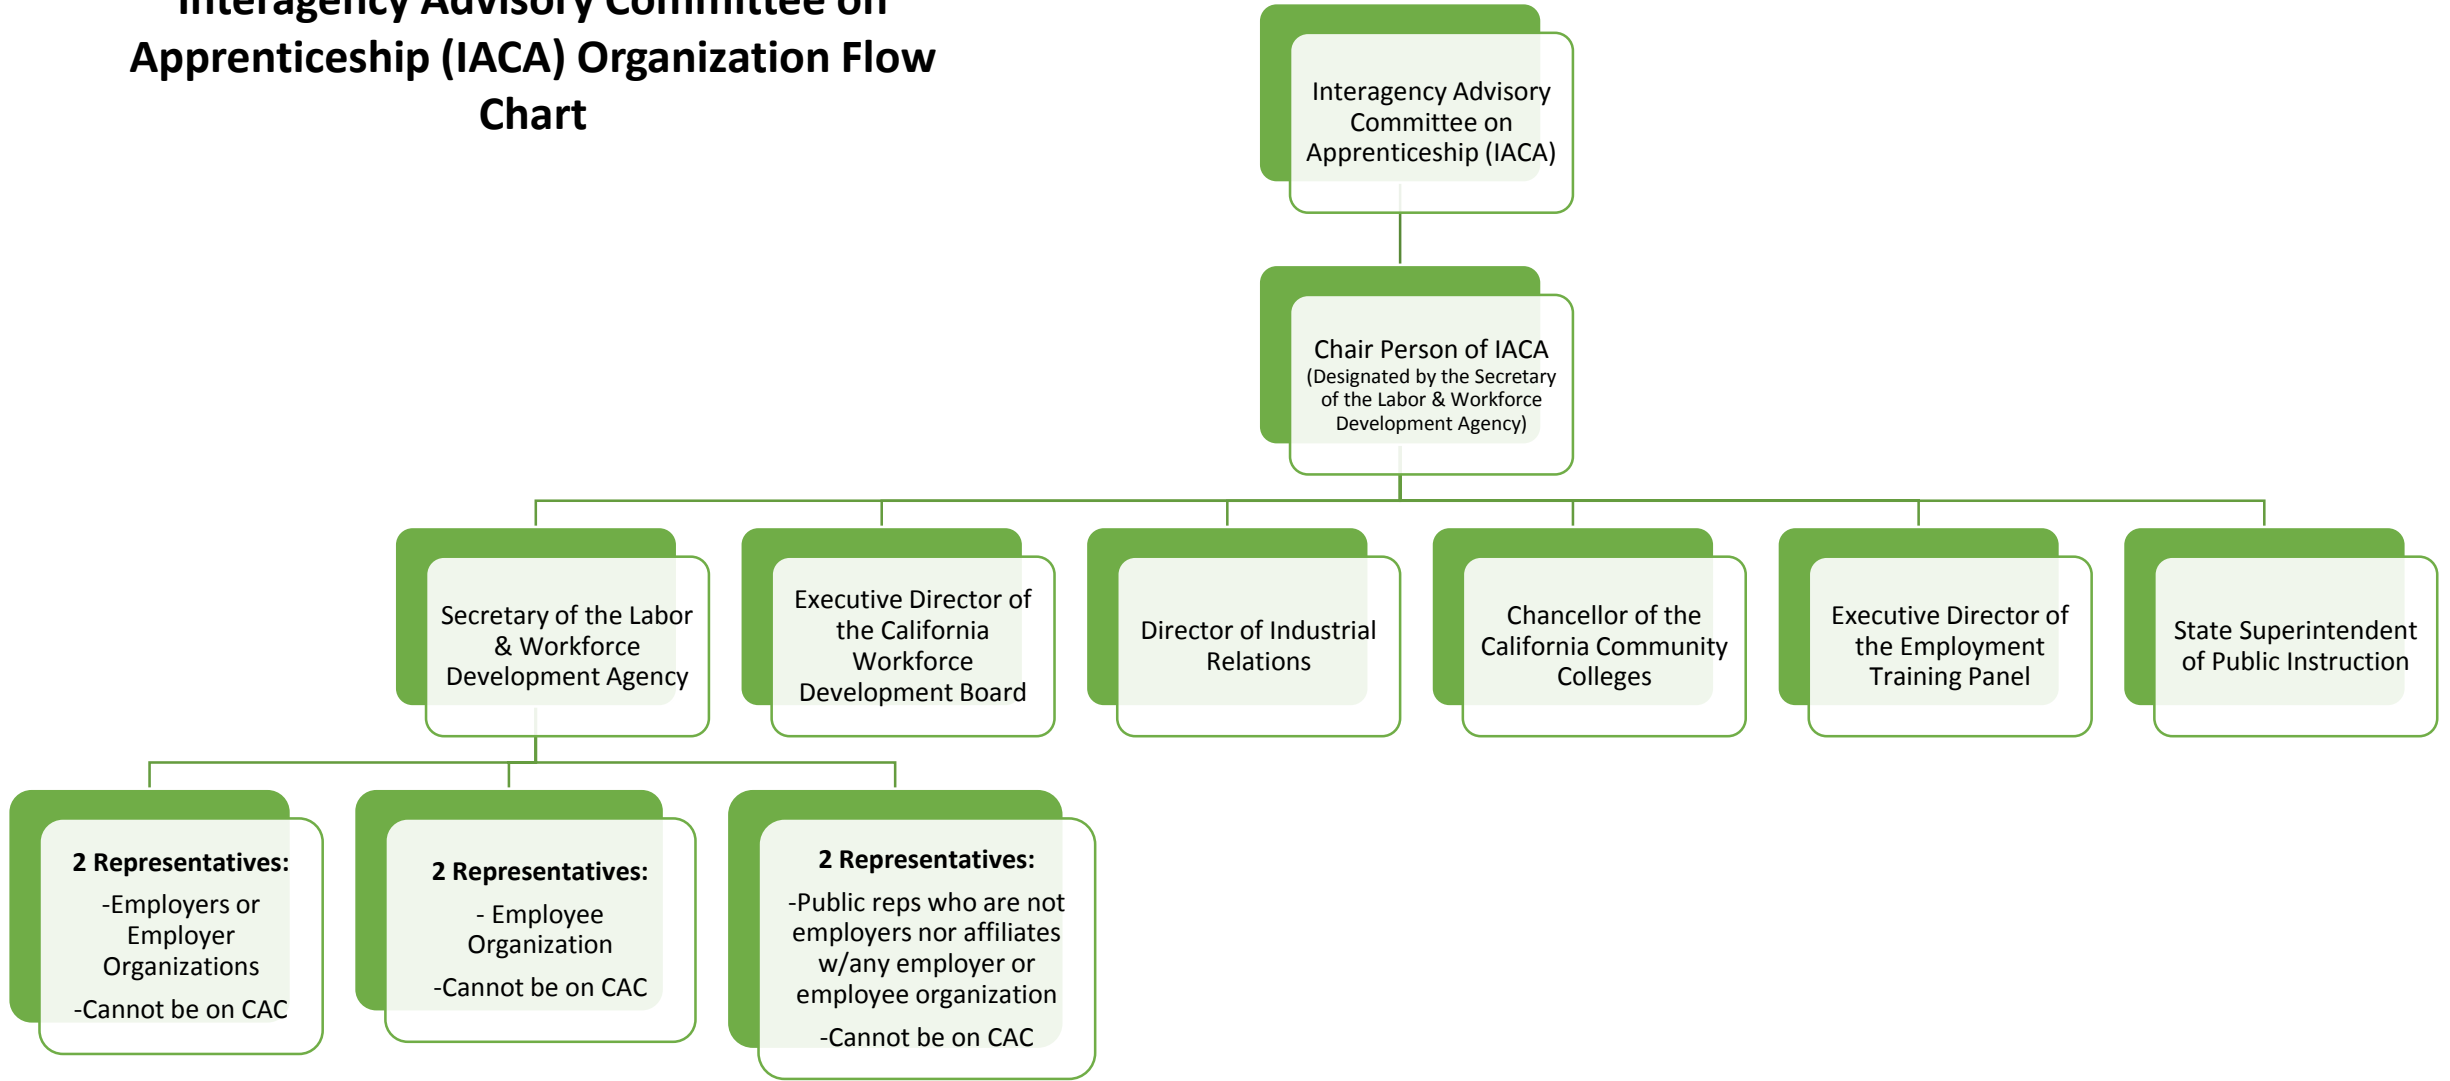 Interagency Advisory Committee on
Apprenticeship (IACA) Organization Flow
Chart
Interagency Advisory
Committee on
Apprenticeship (IACA)
Chair Person of IACA
(Designated by the Secretary
of the Labor & Workforce
Development Agency)
Secretary of the Labor
& Workforce
Development Agency
Executive Director of
the California
Workforce
Development Board
Director of Industrial
Relations
Chancellor of the
California Community
Colleges
Executive Director of
the Employment
Training Panel
State Superintendent
of Public Instruction
2 Representatives:
-Employers or
Employer
Organizations
-Cannot be on CAC
2 Representatives:
- Employee
Organization
-Cannot be on CAC
2 Representatives:
-Public reps who are not
employers nor affiliates
w/any employer or
employee organization
-Cannot be on CAC